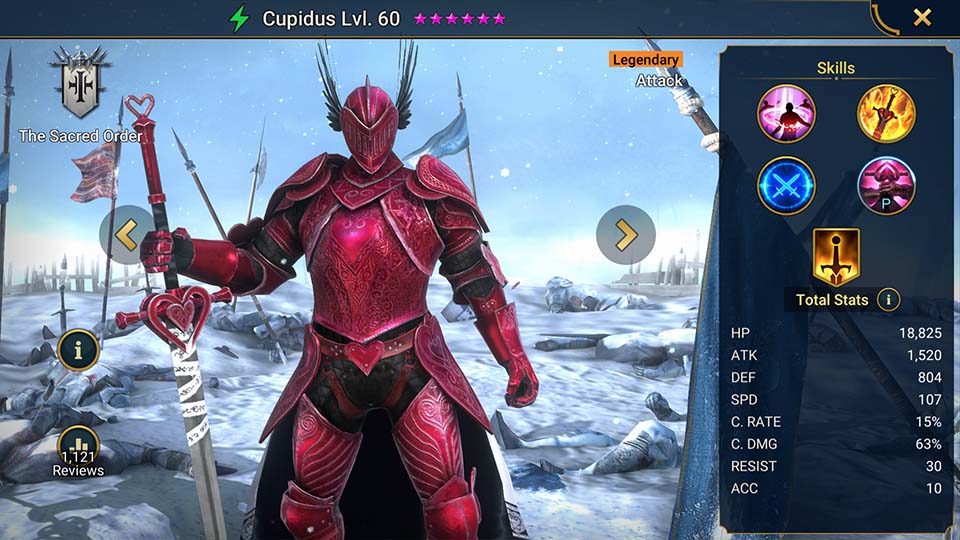 Cupidus Lvl. 60
The Sacred Order
Legendary
Attack
1,121
Reviews
Skills
P
Total Stats i
HP 18,825
ATK 1,520
DEF 804
SPD 107
C. RATE 15%
C. DMG 63%
RESIST 30
ACC 10